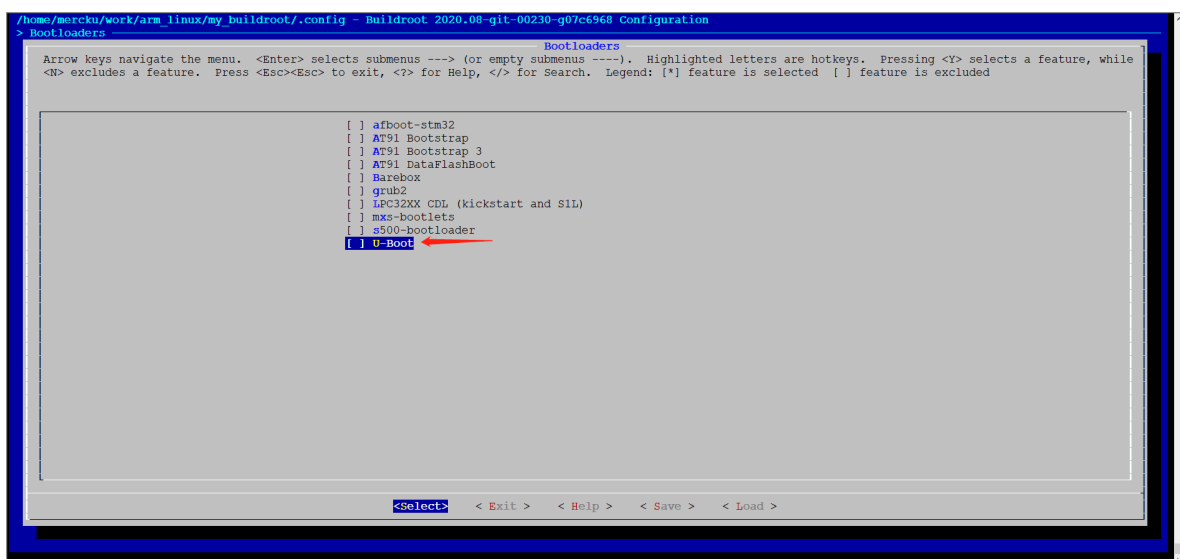 /home/mercku/work/arm_linux/my_buildroot/.config - Buildroot 2020.08-git-00230-g07c6968 Configuration
> Bootloaders
Bootloaders
Arrow keys navigate the menu. <Enter> selects submenus ---> (or empty submenus ----). Highlighted letters are hotkeys. Pressing <Y> selects a feature, while
<N> excludes a feature. Press <Esc><Esc> to exit, <?> for Help, </> for Search. Legend: [*] feature is selected [ ] feature is excluded
[ ] afboot-stm32
[ ] AT91 Bootstrap
[ ] AT91 Bootstrap 3
[ ] AT91 DataFlashBoot
[ ] Barebox
[ ] grub2
[ ] LPC32XX CDL (kickstart and S1L)
[ ] mxs-bootlets
[ ] s500-bootloader
[ ] U-Boot
<Select> < Exit > < Help > < Save > < Load >